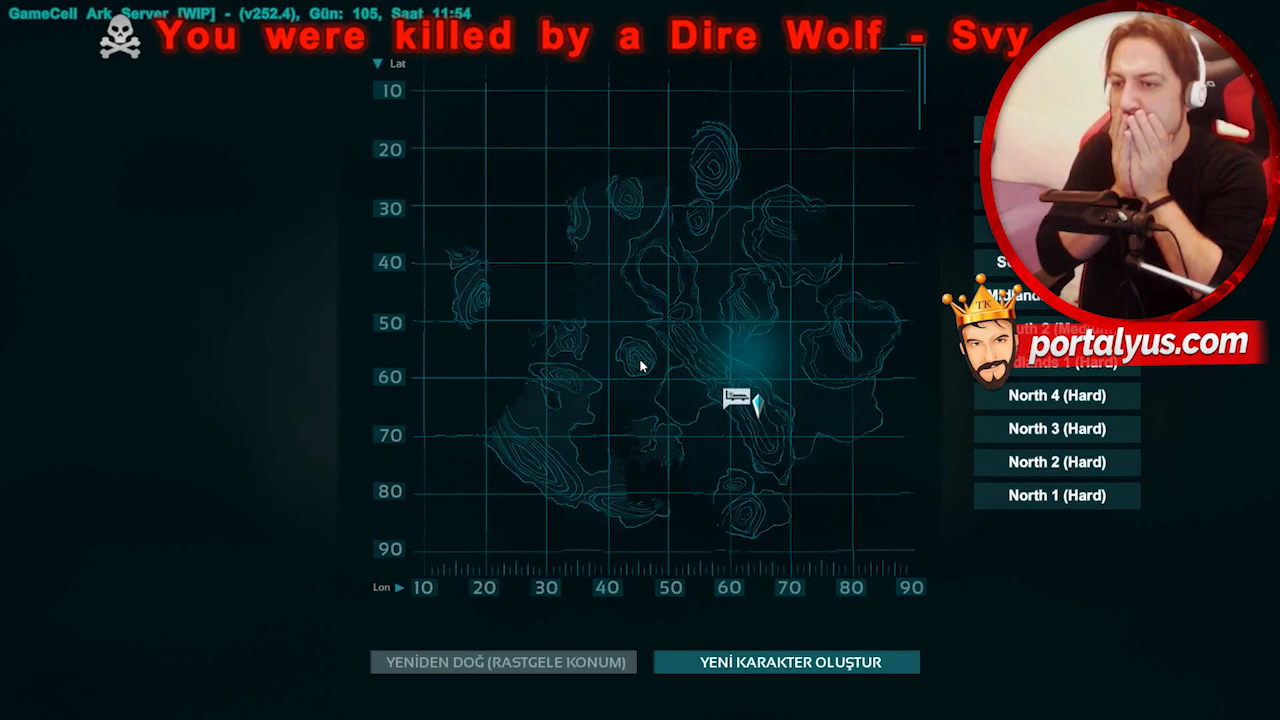 GameCell Ark Server [WIP] - (v252.4), Gün: 105, Saat 11:54
You were killed by a Dire Wolf - Svy
Lat
10
20
30
40
50
60
70
80
90
Lon
10 20 30 40 50 60 70 80 90
TK
portalyus.com
North 4 (Hard)
North 3 (Hard)
North 2 (Hard)
North 1 (Hard)
YENİDEN DOĞ (RASTGELE KONUM)
YENİ KARAKTER OLUŞTUR